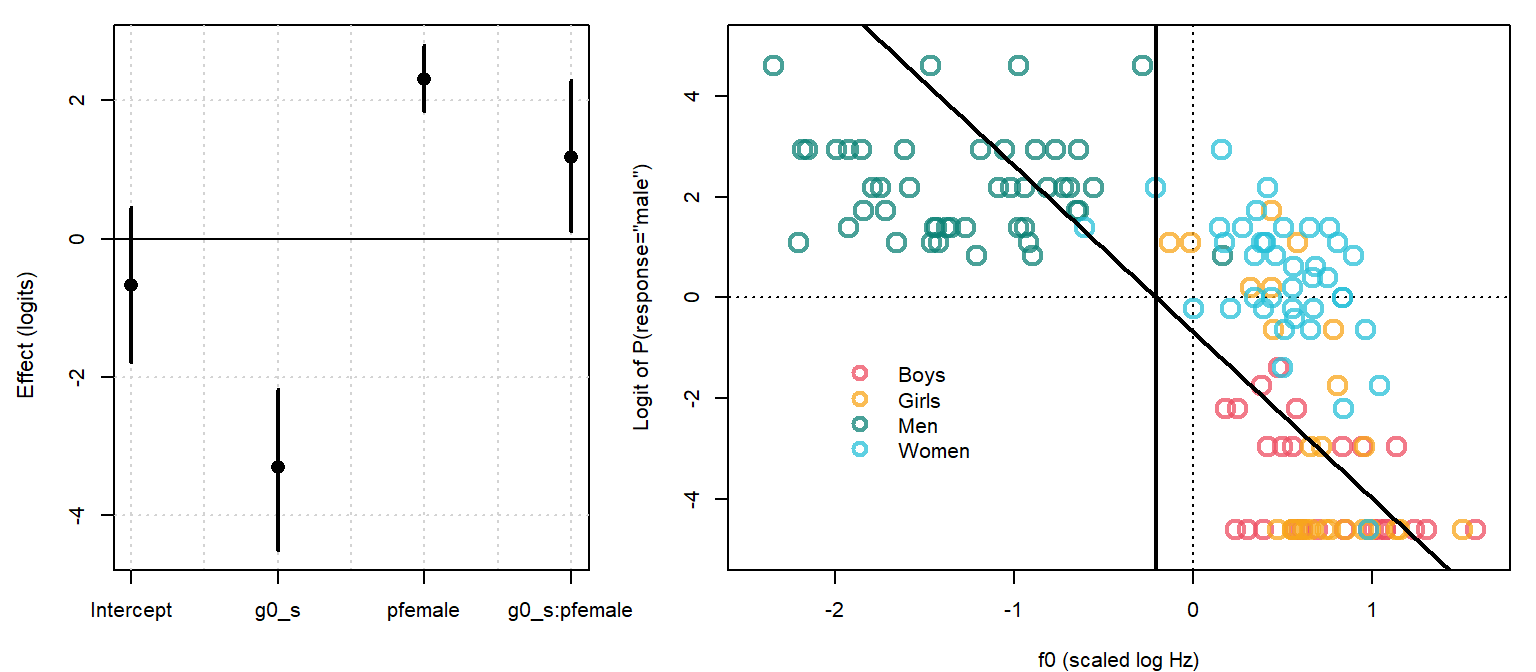 Effect (logits)
2
0
-2
-4
Intercept
g0_s
pfemale
g0_s:pfemale
Logit of P(response="male")
4
2
0
-2
-4
Boys
Girls
Men
Women
-2
-1
0
1
f0 (scaled log Hz)